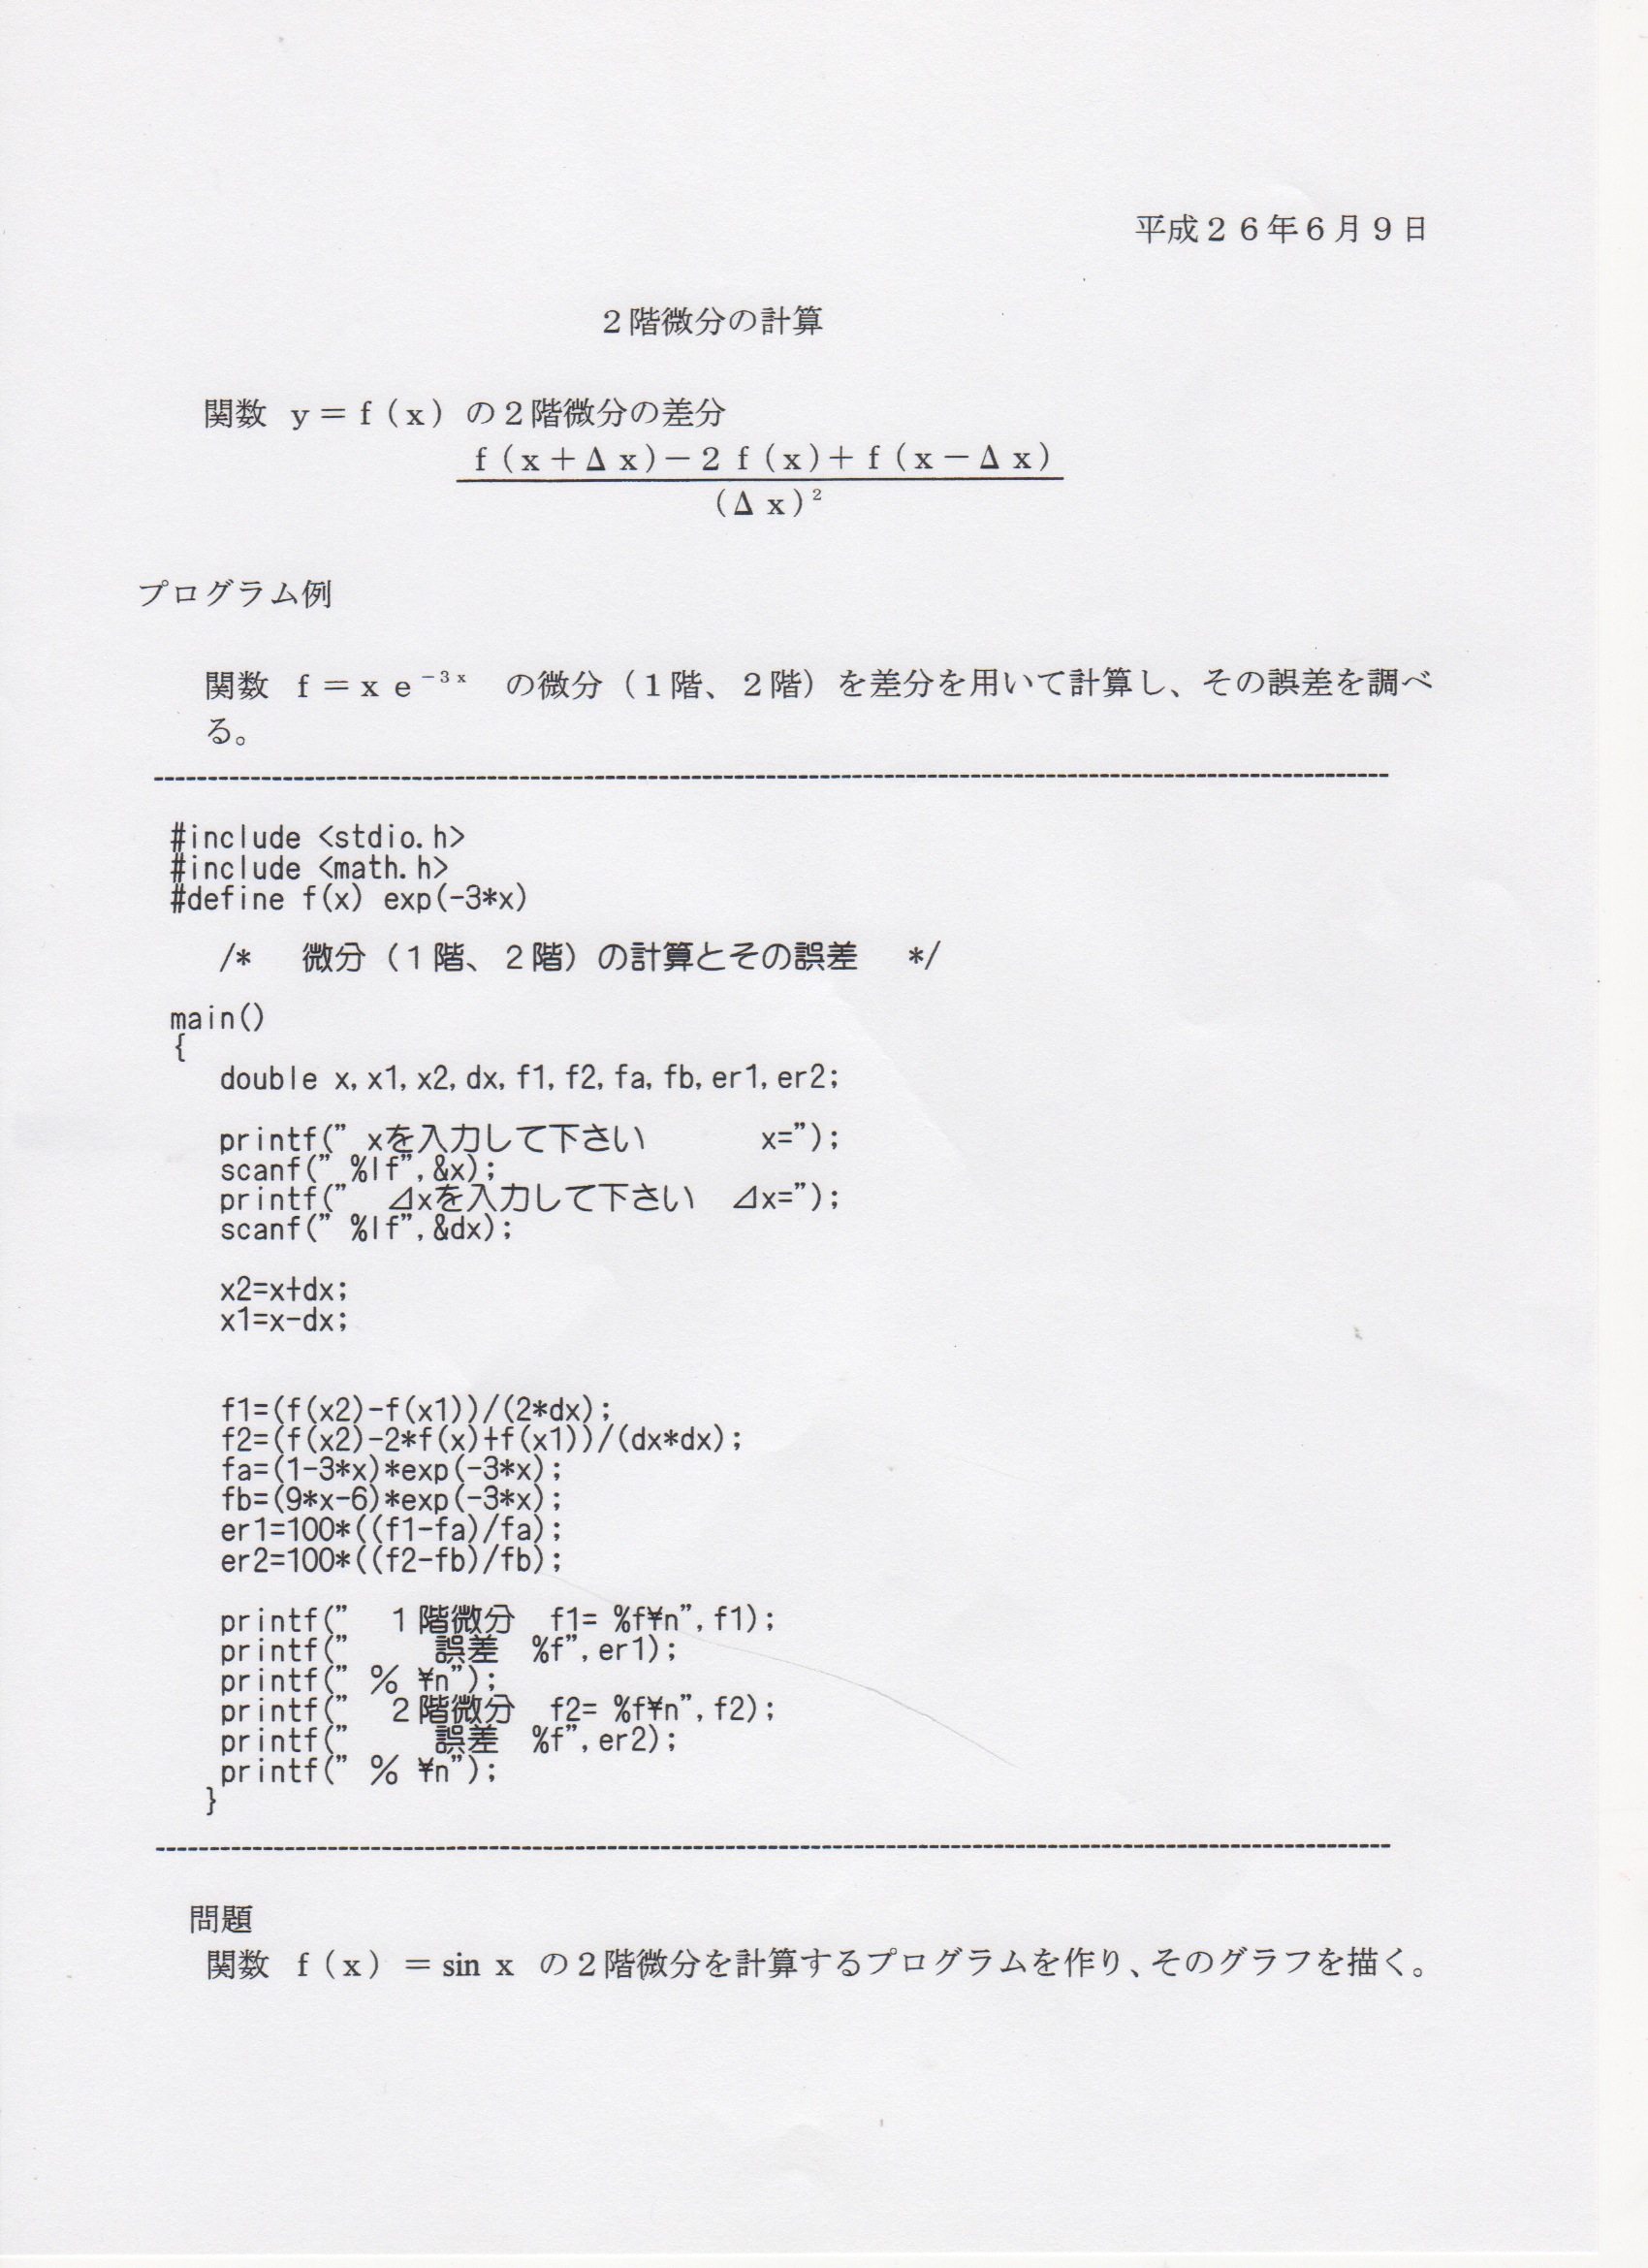 平成２６年６月９日
２階微分の計算
関数 ｙ＝ｆ（ｘ）の２階微分の差分
ｆ（ｘ＋Δｘ）－２ｆ（ｘ）＋ｆ（ｘ－Δｘ）
（Δｘ）²
プログラム例
関数 ｆ＝ｘｅ⁻³ˣ の微分（１階、２階）を差分を用いて計算し、その誤差を調べ
る。
#include <stdio.h>
#include <math.h>
#define f(x) exp(-3*x)
/* 微分（１階、２階）の計算とその誤差 */
main()
{
double x,x1,x2,dx,f1,f2,fa,fb,er1,er2;
printf(" xを入力して下さい x=");
scanf(" %lf",&x);
printf(" ⊿xを入力して下さい ⊿x=");
scanf(" %lf",&dx);
x2=x+dx;
x1=x-dx;
f1=(f(x2)-f(x1))/(2*dx);
f2=(f(x2)-2*f(x)+f(x1))/(dx*dx);
fa=(1-3*x)*exp(-3*x);
fb=(9*x-6)*exp(-3*x);
er1=100*((f1-fa)/fa);
er2=100*((f2-fb)/fb);
printf(" １階微分 f1= %f¥n",f1);
printf(" 誤差 %f",er1);
printf(" ％ ¥n");
printf(" ２階微分 f2= %f¥n",f2);
printf(" 誤差 %f",er2);
printf(" ％ ¥n");
}
問題
関数 ｆ（ｘ）＝sin ｘ の２階微分を計算するプログラムを作り、そのグラフを描く。